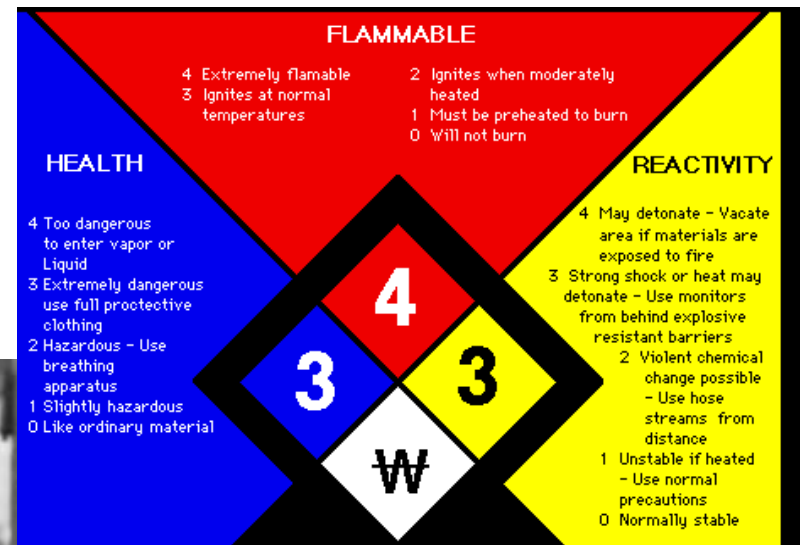 FLAMMABLE
4 Extremely flamable
3 Ignites at normal
temperatures
2 Ignites when moderately
heated
1 Must be preheated to burn
0 Will not burn
HEALTH
4 Too dangerous
to enter vapor or
Liquid
3 Extremely dangerous
use full proctective
clothing
2 Hazardous - Use
breathing
apparatus
1 Slightly hazardous
0 Like ordinary material
REACTIVITY
4 May detonate - Vacate
area if materials are
exposed to fire
3 Strong shock or heat may
detonate - Use monitors
from behind explosive
resistant barriers
2 Violent chemical
change possible
- Use hose
streams from
distance
1 Unstable if heated
- Use normal
precautions
0 Normally stable
4
3
3
W